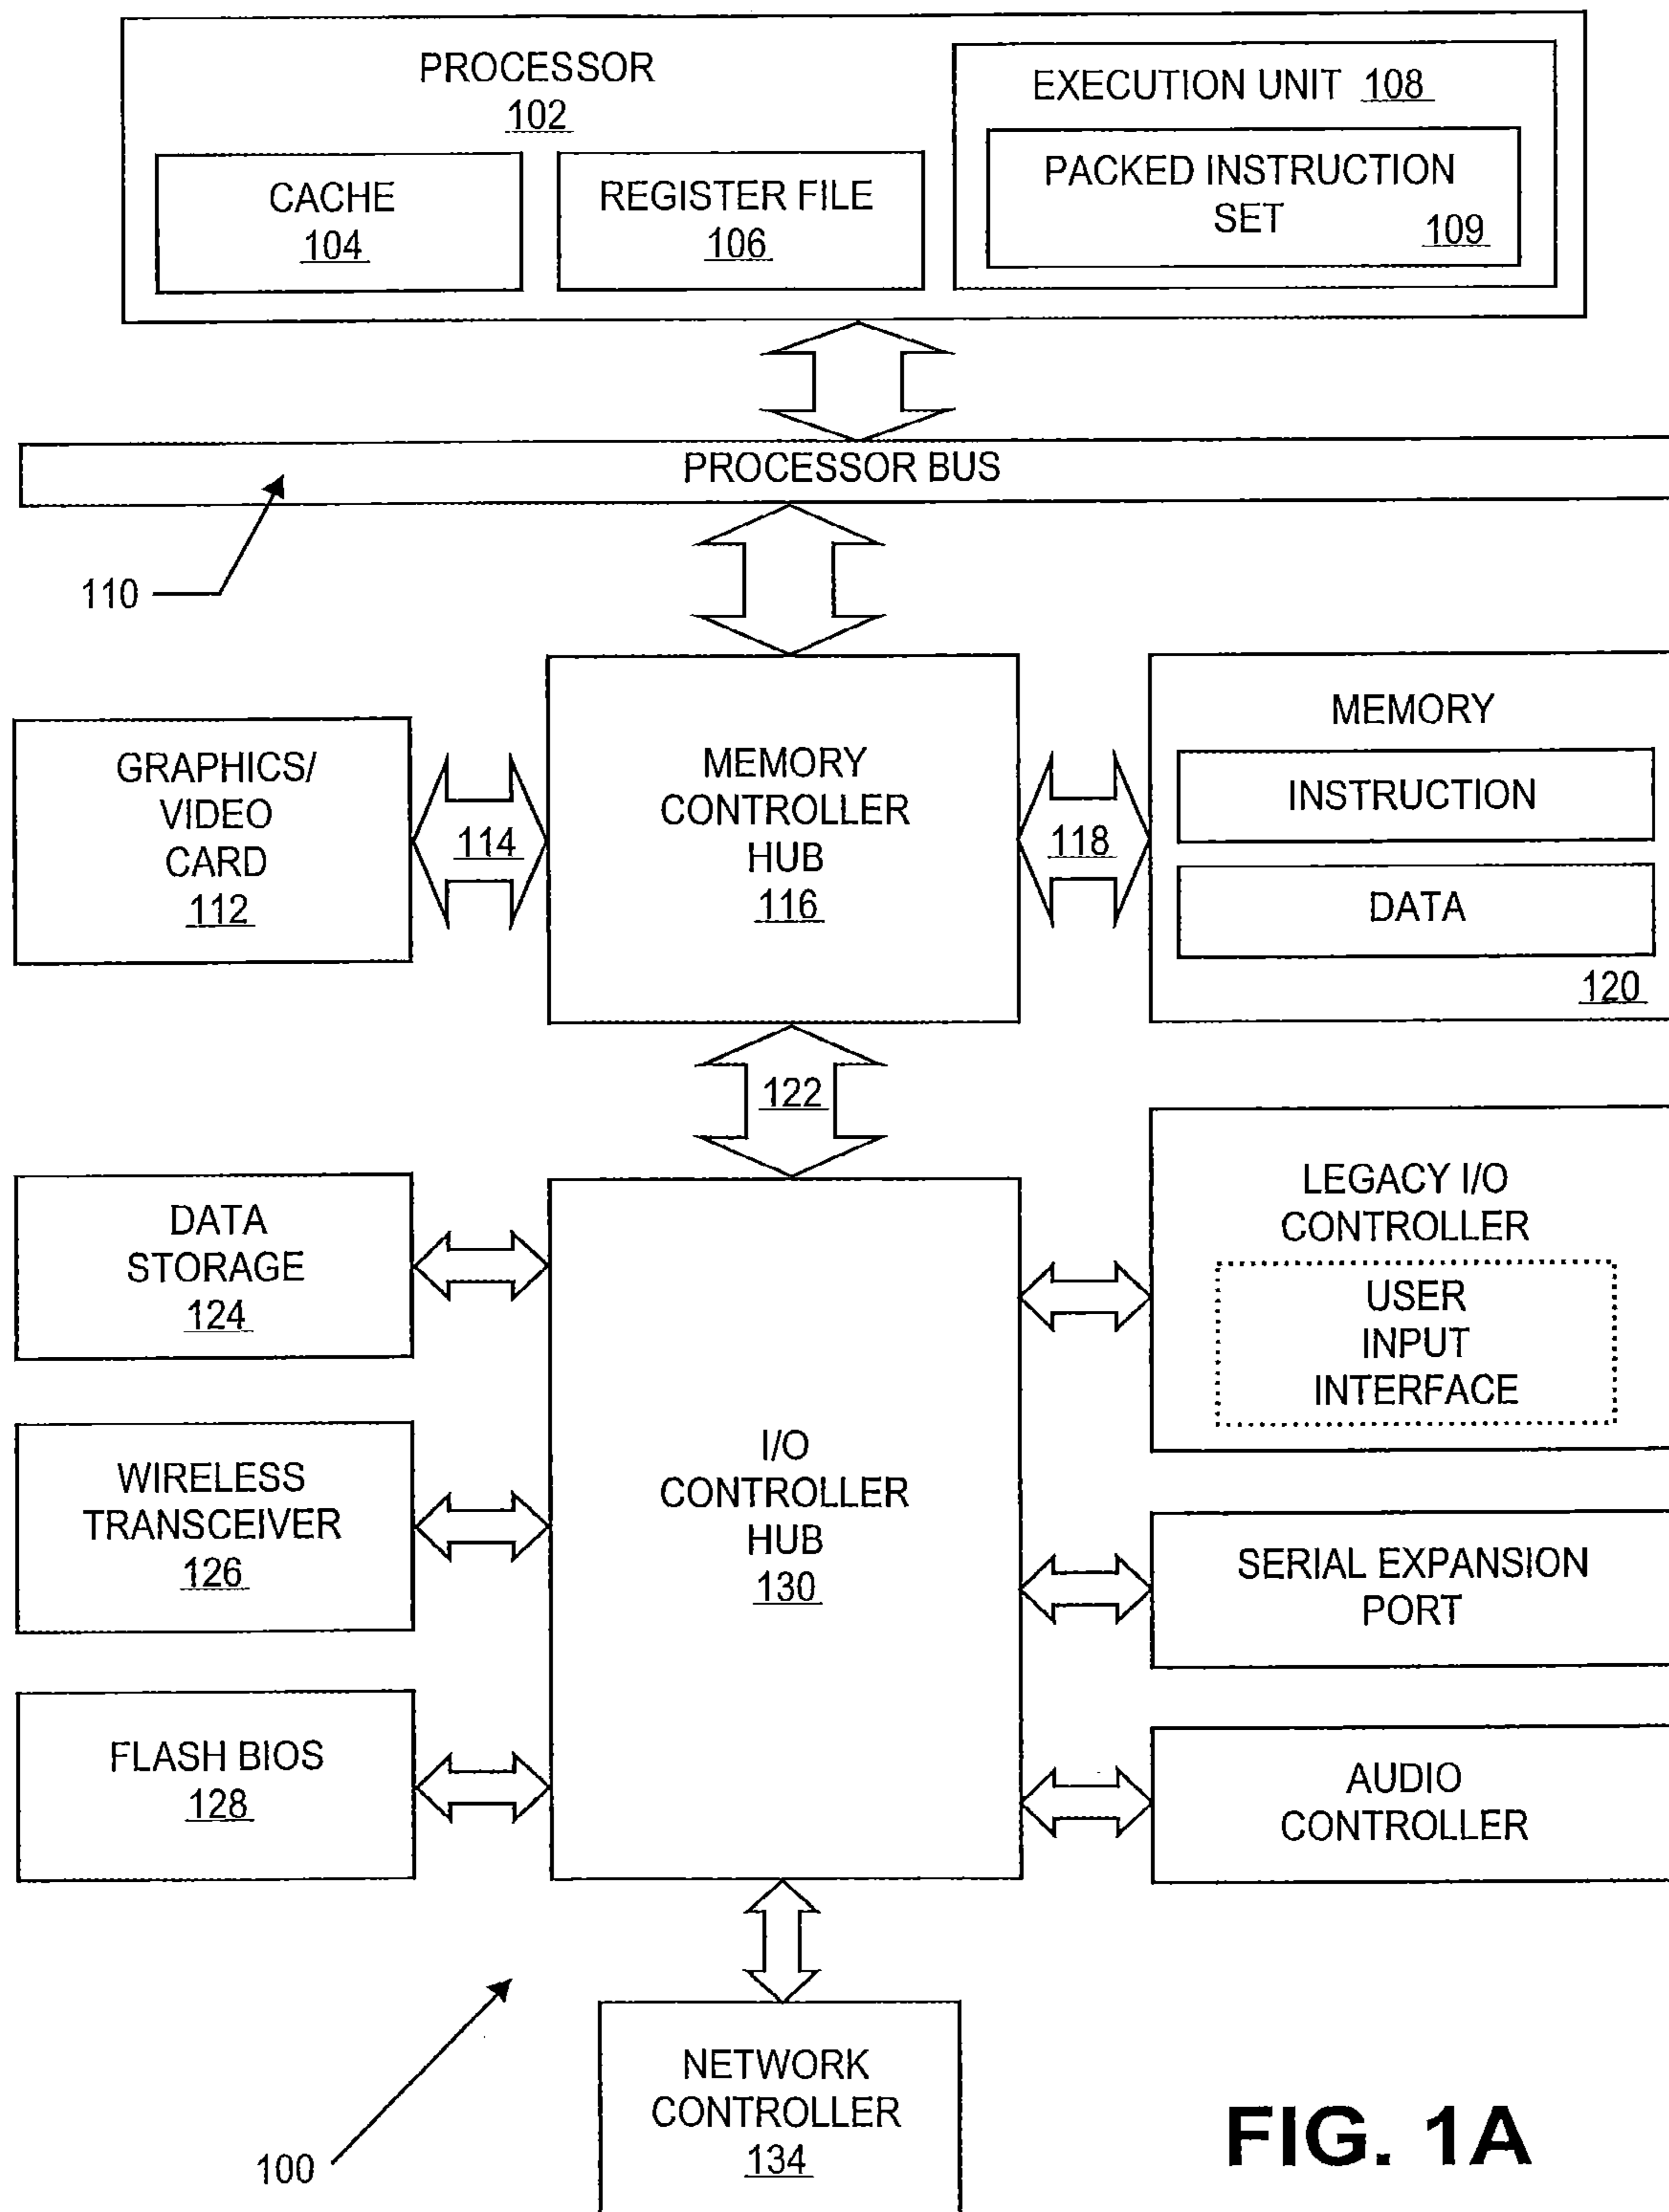 PROCESSOR
102
CACHE
104
REGISTER FILE
106
EXECUTION UNIT 108
PACKED INSTRUCTION
SET
109
PROCESSOR BUS
110
GRAPHICS/
VIDEO
CARD
112
114
MEMORY
CONTROLLER
HUB
116
118
MEMORY
INSTRUCTION
DATA
120
122
DATA
STORAGE
124
WIRELESS
TRANSCEIVER
126
FLASH BIOS
128
I/O
CONTROLLER
HUB
130
LEGACY I/O
CONTROLLER
USER
INPUT
INTERFACE
SERIAL EXPANSION
PORT
AUDIO
CONTROLLER
NETWORK
CONTROLLER
134
100
FIG. 1A